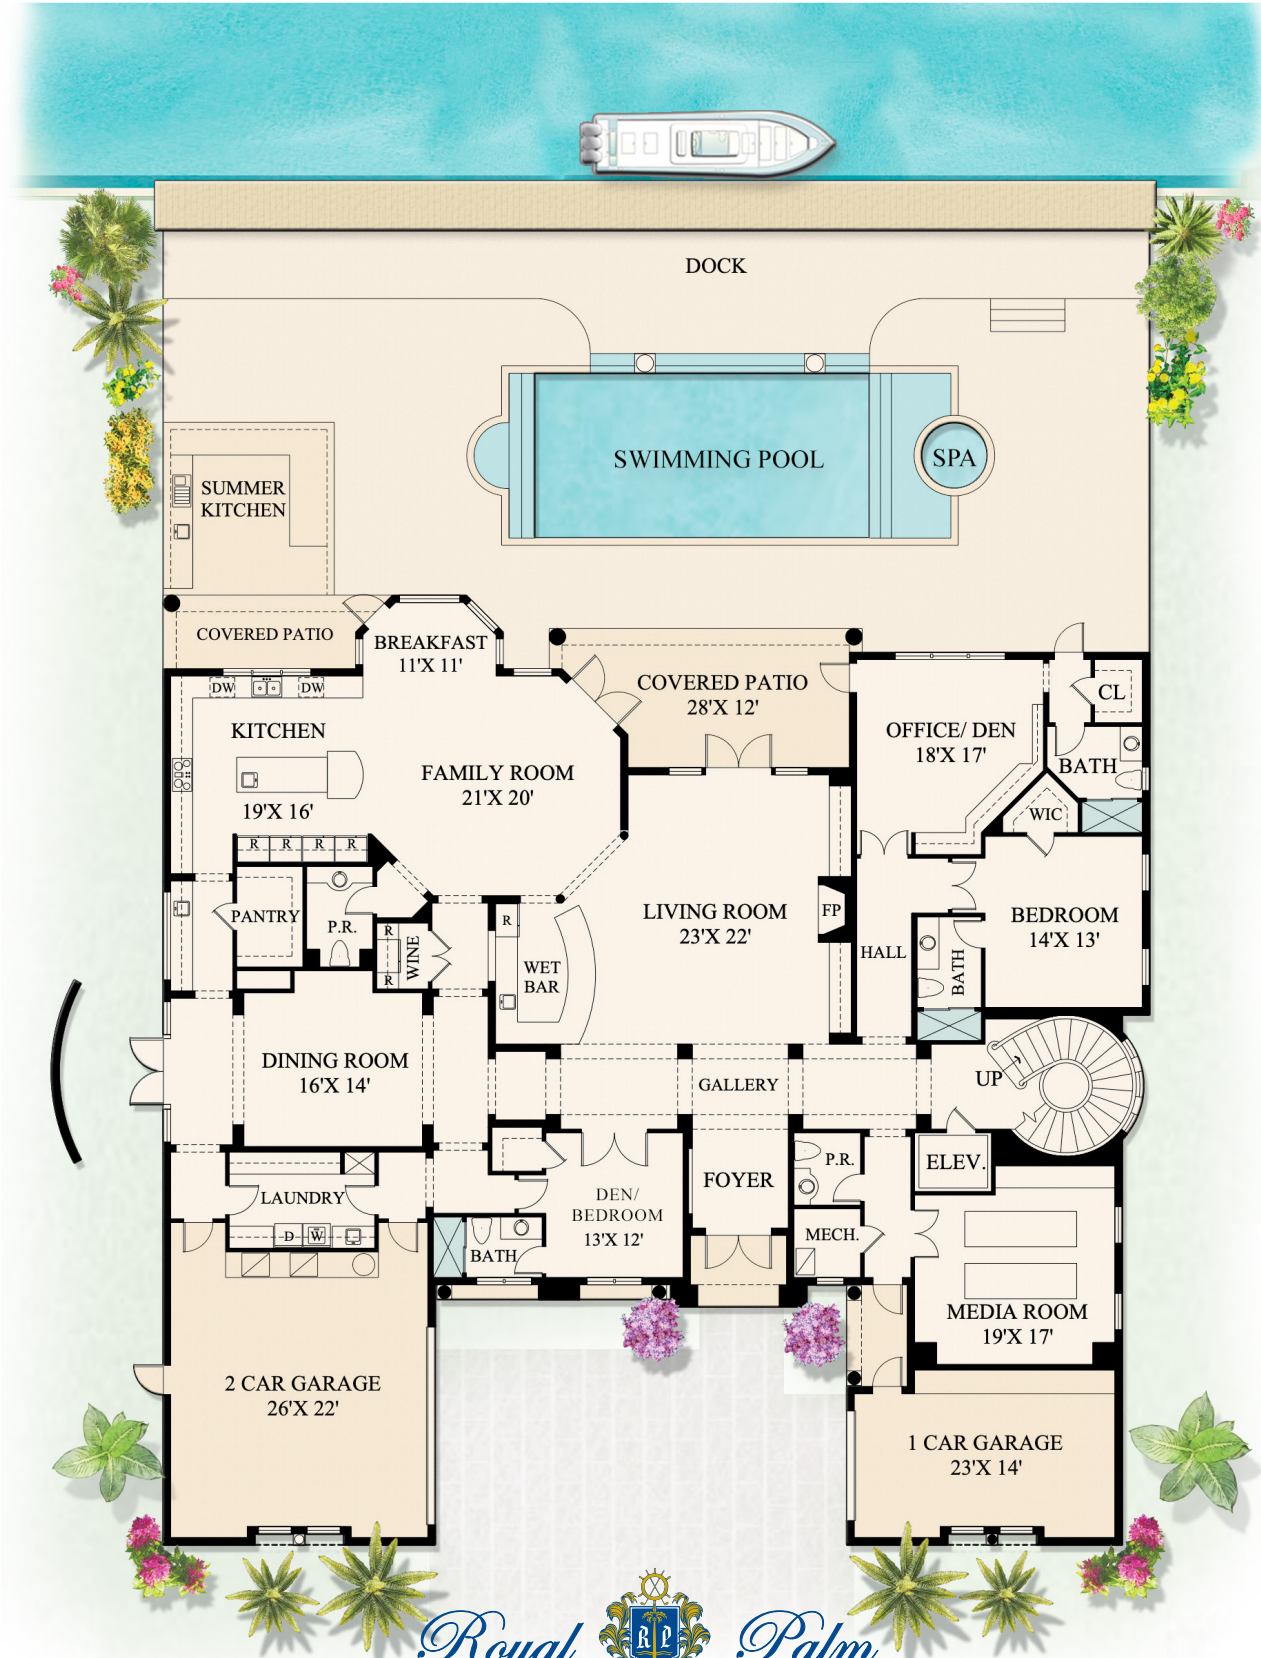 DOCK
SWIMMING POOL
SPA
SUMMER
KITCHEN
COVERED PATIO
BREAKFAST
11'X 11'
COVERED PATIO
28'X 12'
DW
DW
KITCHEN
19'X 16'
FAMILY ROOM
21'X 20'
OFFICE/ DEN
18'X 17'
CL
BATH
WIC
R
R
R
R
PANTRY
P.R.
R
WINE
R
R
WET
BAR
LIVING ROOM
23'X 22'
FP
HALL
BATH
BEDROOM
14'X 13'
DINING ROOM
16'X 14'
GALLERY
UP
ELEV.
LAUNDRY
D
W
BATH
DEN/
BEDROOM
13'X 12'
FOYER
P.R.
MECH.
MEDIA ROOM
19'X 17'
2 CAR GARAGE
26'X 22'
1 CAR GARAGE
23'X 14'
Royal RPL Palm